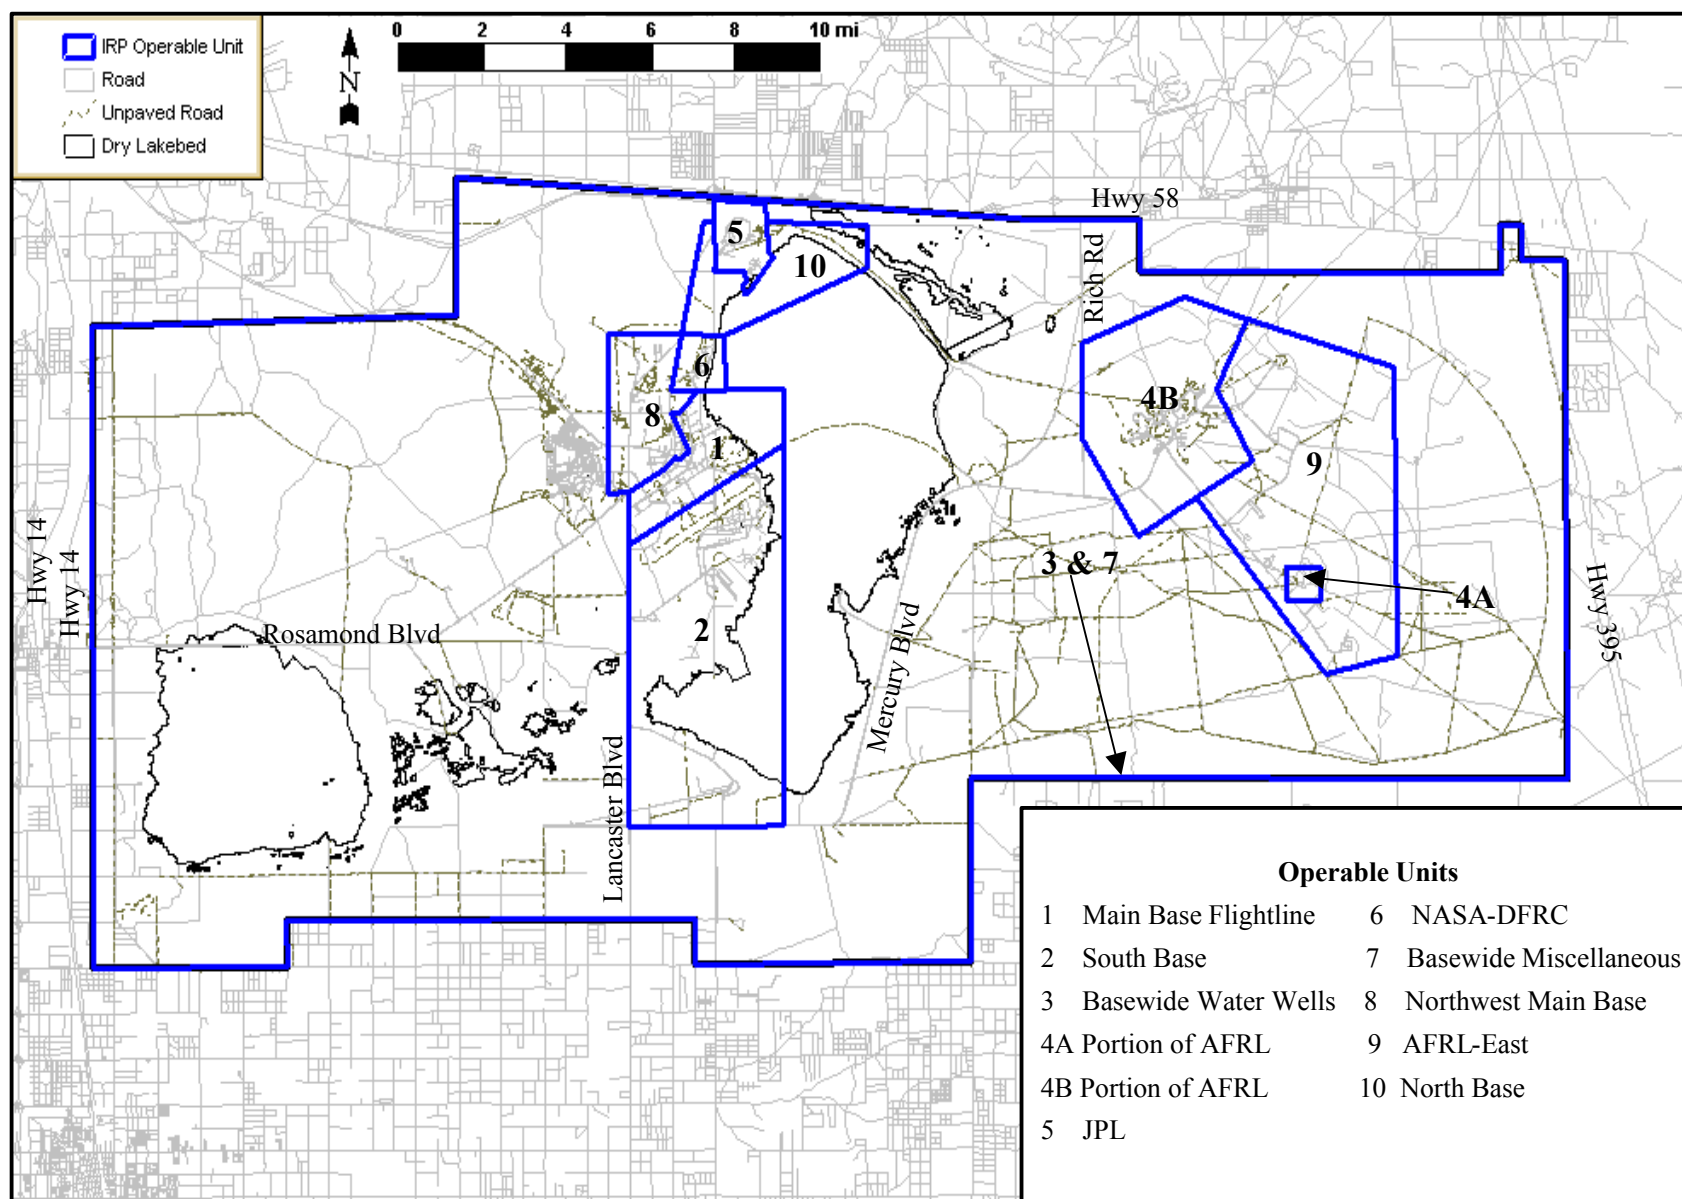 IRP Operable Unit
Road
Unpaved Road
Dry Lakebed
N
0 2 4 6 8 10 mi
Hwy 58
Rich Rd
5
10
6
8
1
4B
9
3 & 7
4A
2
Hwy 14
Hwy 14
Rosamond Blvd
Lancaster Blvd
Mercury Blvd
Hwy 395
Operable Units
1 Main Base Flightline 6 NASA-DFRC
2 South Base 7 Basewide Miscellaneous
3 Basewide Water Wells 8 Northwest Main Base
4A Portion of AFRL 9 AFRL-East
4B Portion of AFRL 10 North Base
5 JPL